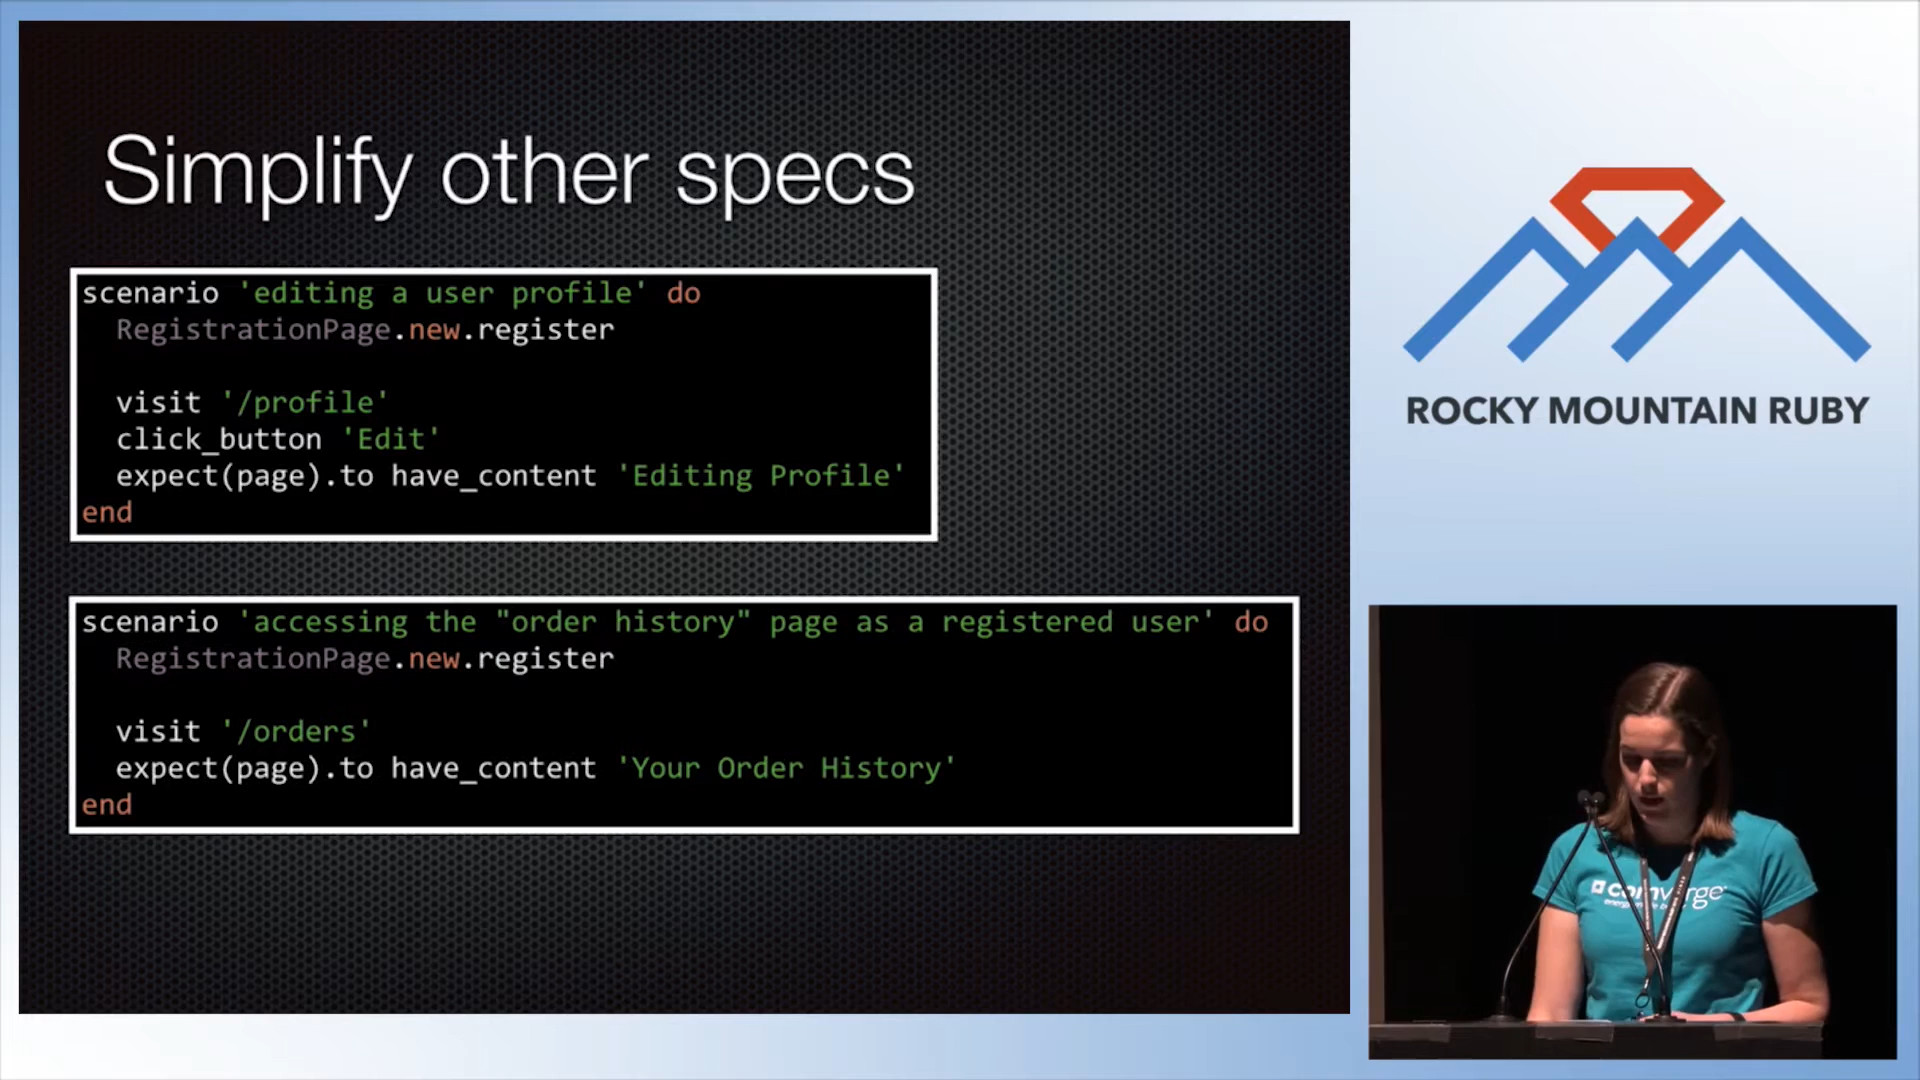 Simplify other specs
scenario 'editing a user profile' do
  RegistrationPage.new.register
  visit '/profile'
  click_button 'Edit'
  expect(page).to have_content 'Editing Profile'
end
scenario 'accessing the "order history" page as a registered user' do
  RegistrationPage.new.register
  visit '/orders'
  expect(page).to have_content 'Your Order History'
end
ROCKY MOUNTAIN RUBY
comverge